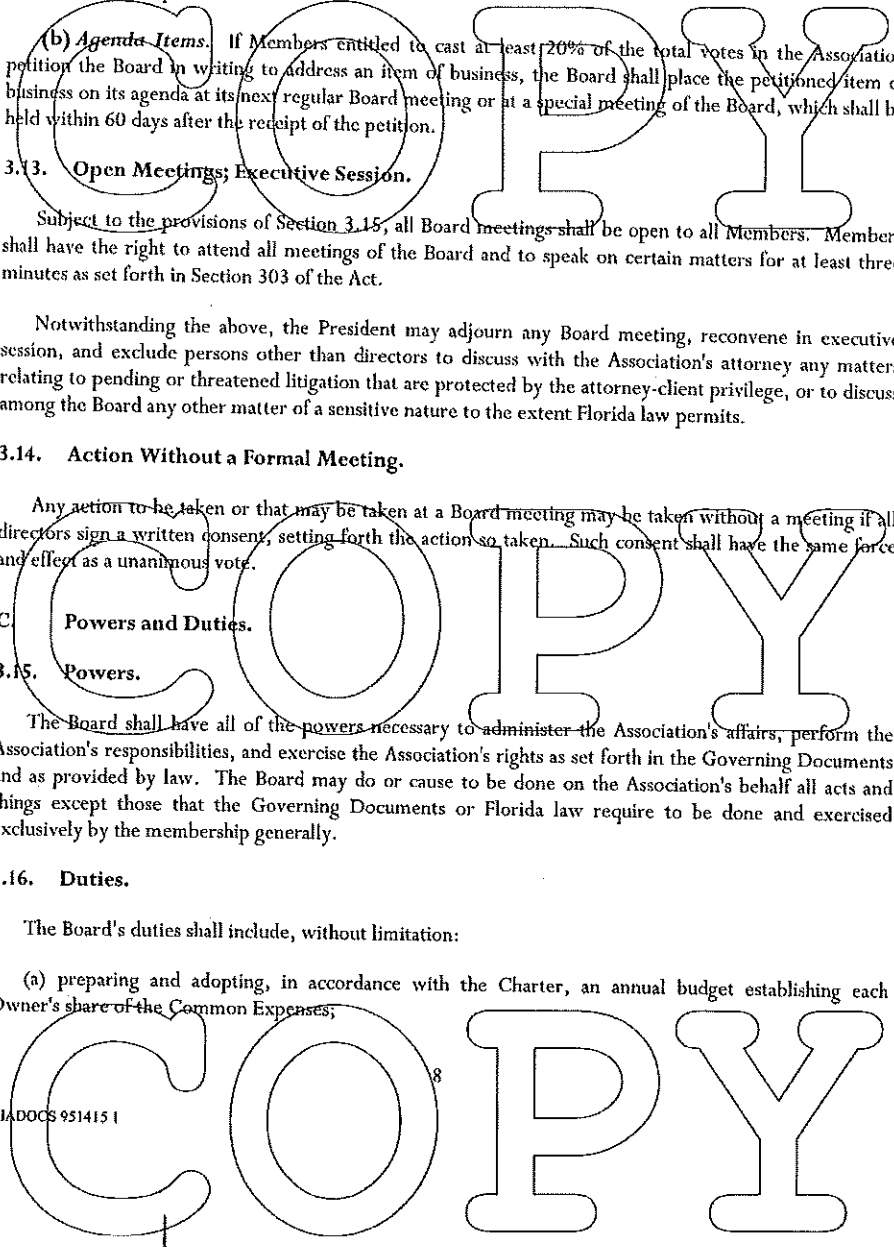 (b) Agenda Items. If Members entitled to cast at least 20% of the total votes in the Associatio
petition the Board in writing to address an item of business, the Board shall place the petitioned item o
business on its agenda at its next regular Board meeting or at a special meeting of the Board, which shall b
held within 60 days after the receipt of the petition.
3.13. Open Meetings; Executive Session.
Subject to the provisions of Section 3.15, all Board meetings shall be open to all Members. Member
shall have the right to attend all meetings of the Board and to speak on certain matters for at least three
minutes as set forth in Section 303 of the Act.
Notwithstanding the above, the President may adjourn any Board meeting, reconvene in executive
session, and exclude persons other than directors to discuss with the Association's attorney any matters
relating to pending or threatened litigation that are protected by the attorney-client privilege, or to discuss
among the Board any other matter of a sensitive nature to the extent Florida law permits.
3.14. Action Without a Formal Meeting.
Any action to be taken or that may be taken at a Board meeting may be taken without a meeting if all
directors sign a written consent, setting forth the action so taken. Such consent shall have the same force
and effect as a unanimous vote.
C. Powers and Duties.
3.15. Powers.
The Board shall have all of the powers necessary to administer the Association's affairs, perform the
Association's responsibilities, and exercise the Association's rights as set forth in the Governing Documents
nd as provided by law. The Board may do or cause to be done on the Association's behalf all acts and
hings except those that the Governing Documents or Florida law require to be done and exercised
xclusively by the membership generally.
.16. Duties.
The Board's duties shall include, without limitation:
(a) preparing and adopting, in accordance with the Charter, an annual budget establishing each
Owner's share of the Common Expenses;
8
JADOCS 951415 1
COPY
COPY
COPY